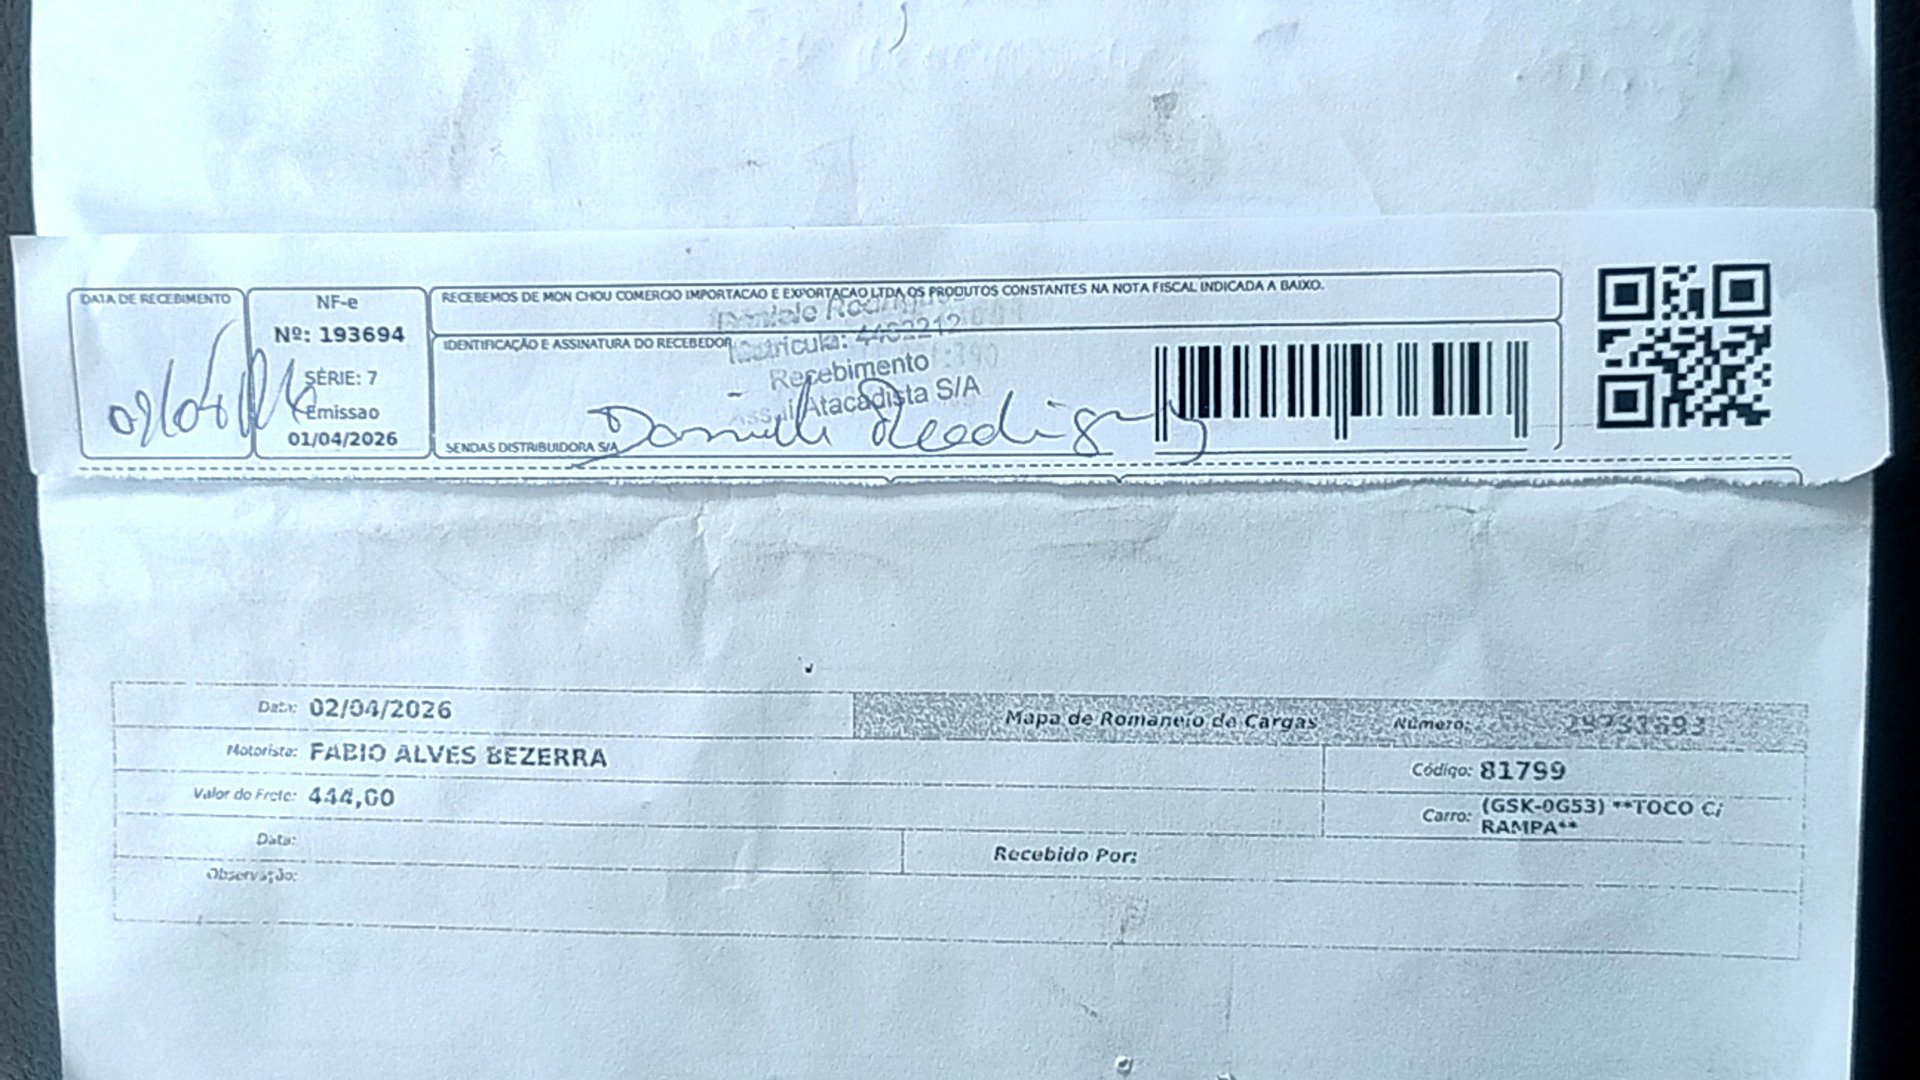 RECEBEMOS DE MON CHOU COMERCIO IMPORTACAO E EXPORTACAO LTDA OS PRODUTOS CONSTANTES NA NOTA FISCAL INDICADA A BAIXO.
DATA DE RECEBIMENTO
NF-e
Nº: 193694
SÉRIE: 7
Emissao
01/04/2026
IDENTIFICAÇÃO E ASSINATURA DO RECEBEDOR
Recebimento
Assai Atacadista S/A
Daniele Rodrigues
SENDAS DISTRIBUIDORA S/A
Data: 02/04/2026
Mapa de Romaneio de Cargas
Número:
Motorista: FABIO ALVES BEZERRA
Código: 81799
Valor do Frete: 444,00
Carro: (GSK-0G53) **TOCO C/
RAMPA**
Data:
Recebido Por:
Observação: